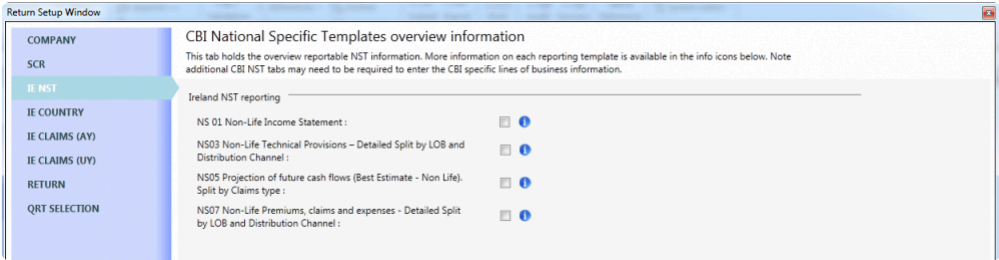 Return Setup Window
COMPANY
SCR
IE NST
IE COUNTRY
IE CLAIMS (AY)
IE CLAIMS (UY)
RETURN
QRT SELECTION
CBI National Specific Templates overview information
This tab holds the overview reportable NST information. More information on each reporting template is available in the info icons below. Note
additional CBI NST tabs may need to be required to enter the CBI specific lines of business information.
Ireland NST reporting
NS 01 Non-Life Income Statement :
NS03 Non-Life Technical Provisions – Detailed Split by LOB and
Distribution Channel :
NS05 Projection of future cash flows (Best Estimate - Non Life).
Split by Claims type :
NS07 Non-Life Premiums, claims and expenses - Detailed Split
by LOB and Distribution Channel :